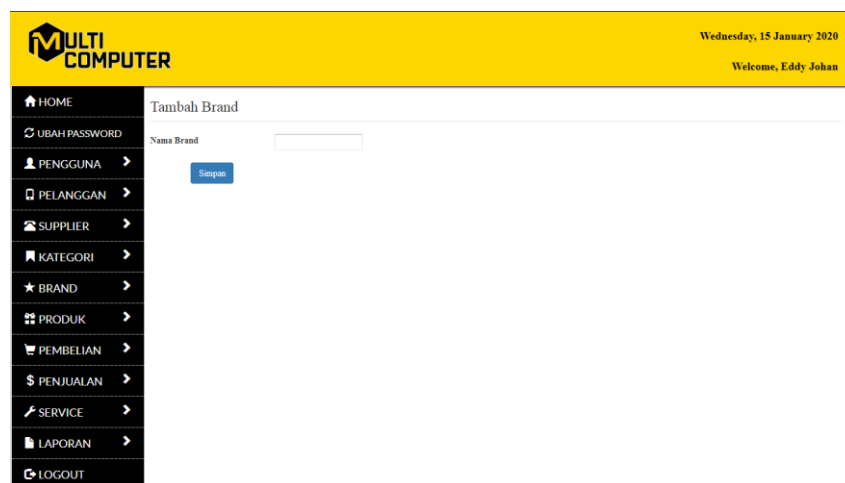 MULTI
COMPUTER
Wednesday, 15 January 2020
Welcome, Eddy Johan
HOME
UBAH PASSWORD
PENGGUNA
PELANGGAN
SUPPLIER
KATEGORI
BRAND
PRODUK
PEMBELIAN
$ PENJUALAN
SERVICE
LAPORAN
LOGOUT
Tambah Brand
Nama Brand
Simpan